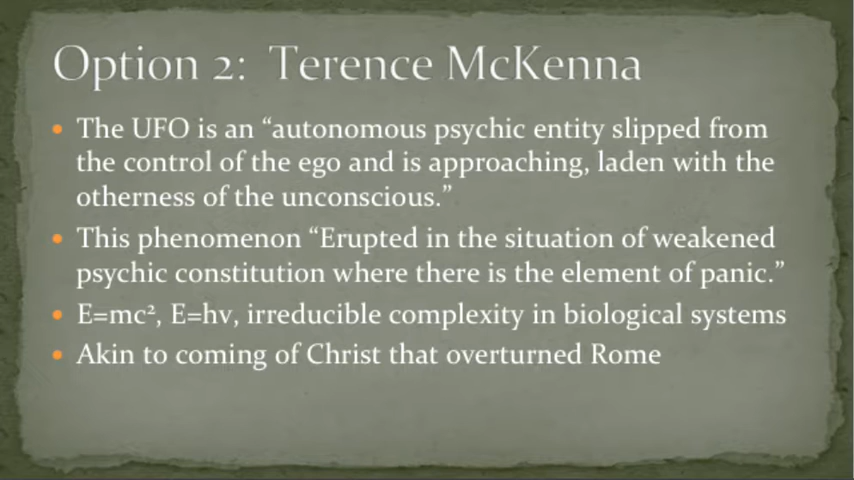 Option 2:  Terence McKenna
• The UFO is an “autonomous psychic entity slipped from
the control of the ego and is approaching, laden with the
otherness of the unconscious.”
• This phenomenon “Erupted in the situation of weakened
psychic constitution where there is the element of panic.”
• E=mc², E=hv, irreducible complexity in biological systems
• Akin to coming of Christ that overturned Rome